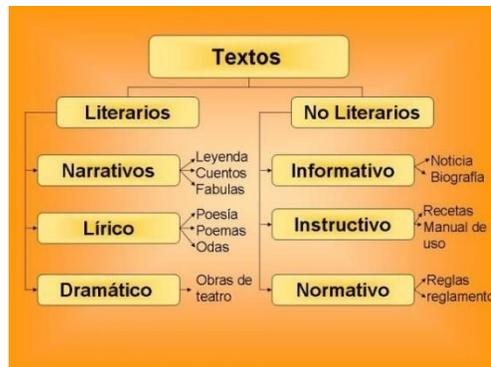 Textos
Literarios
No Literarios
Narrativos
Leyenda
Cuentos
Fabulas
Lírico
Poesía
Poemas
Odas
Dramático
Obras de
teatro
Informativo
Noticia
Biografía
Instructivo
Recetas
Manual de
uso
Normativo
Reglas
reglamento